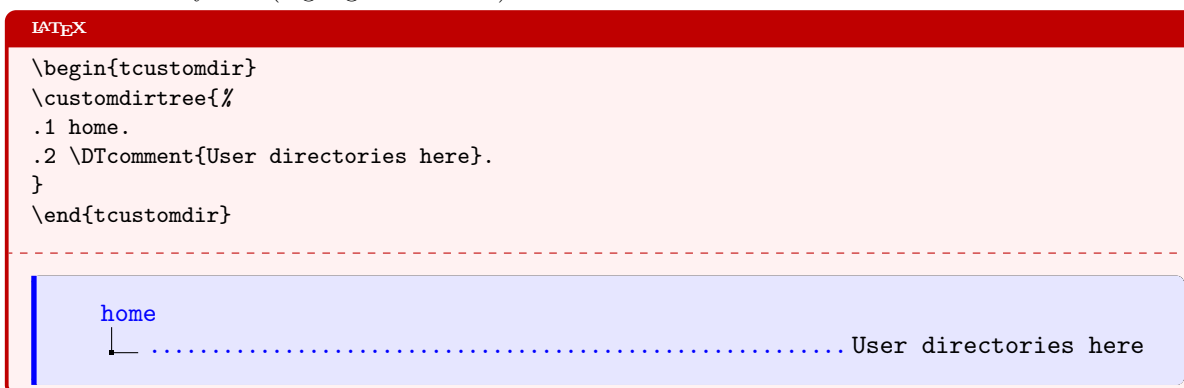 LATEX
\begin{tcustomdir}
\customdirtree{%
.1 home.
.2 \DTcomment{User directories here}.
}
\end{tcustomdir}
home
........................................................ User directories here